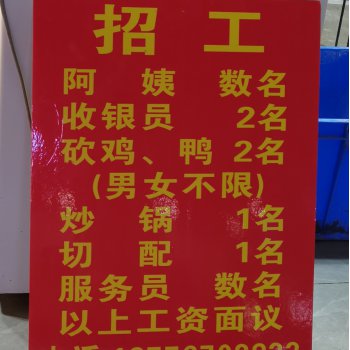 招 工
阿 姨 数名
收银员 2名
砍鸡、鸭 2名
(男女不限)
炒 锅 1名
切 配 1名
服务员 数名
以上工资面议